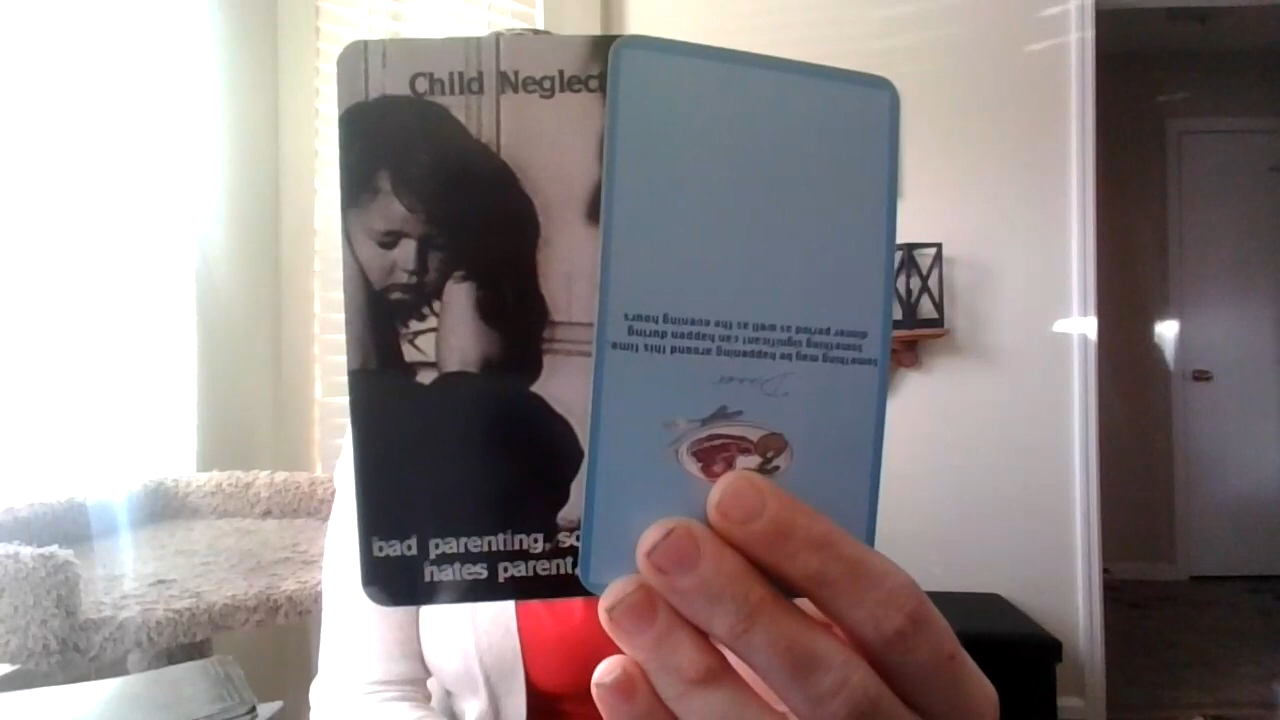 Child Neglect
bad parenting, so
hates parent,
Dinner
something may be happening around this time
something significant can happen during
dinner period as well as the evening hours